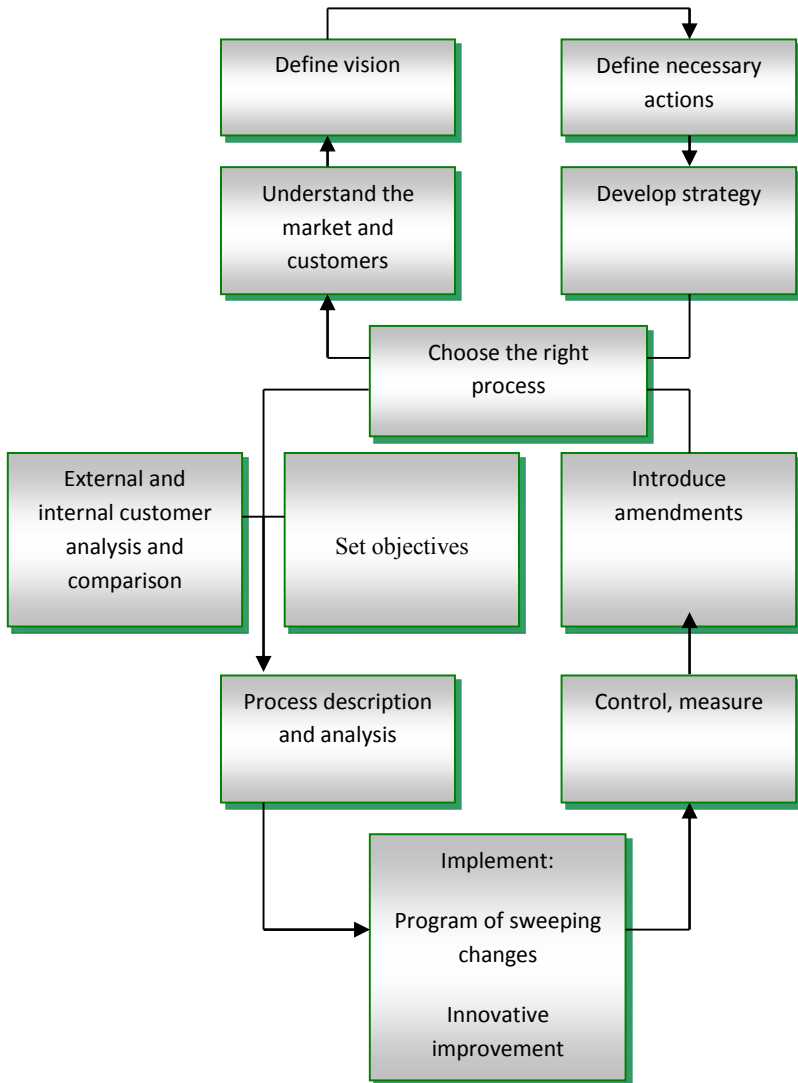 Define vision
Define necessary
actions
Understand the
market and
customers
Develop strategy
Choose the right
process
External and
internal customer
analysis and
comparison
Set objectives
Introduce
amendments
Process description
and analysis
Control, measure
Implement:
Program of sweeping
changes
Innovative
improvement